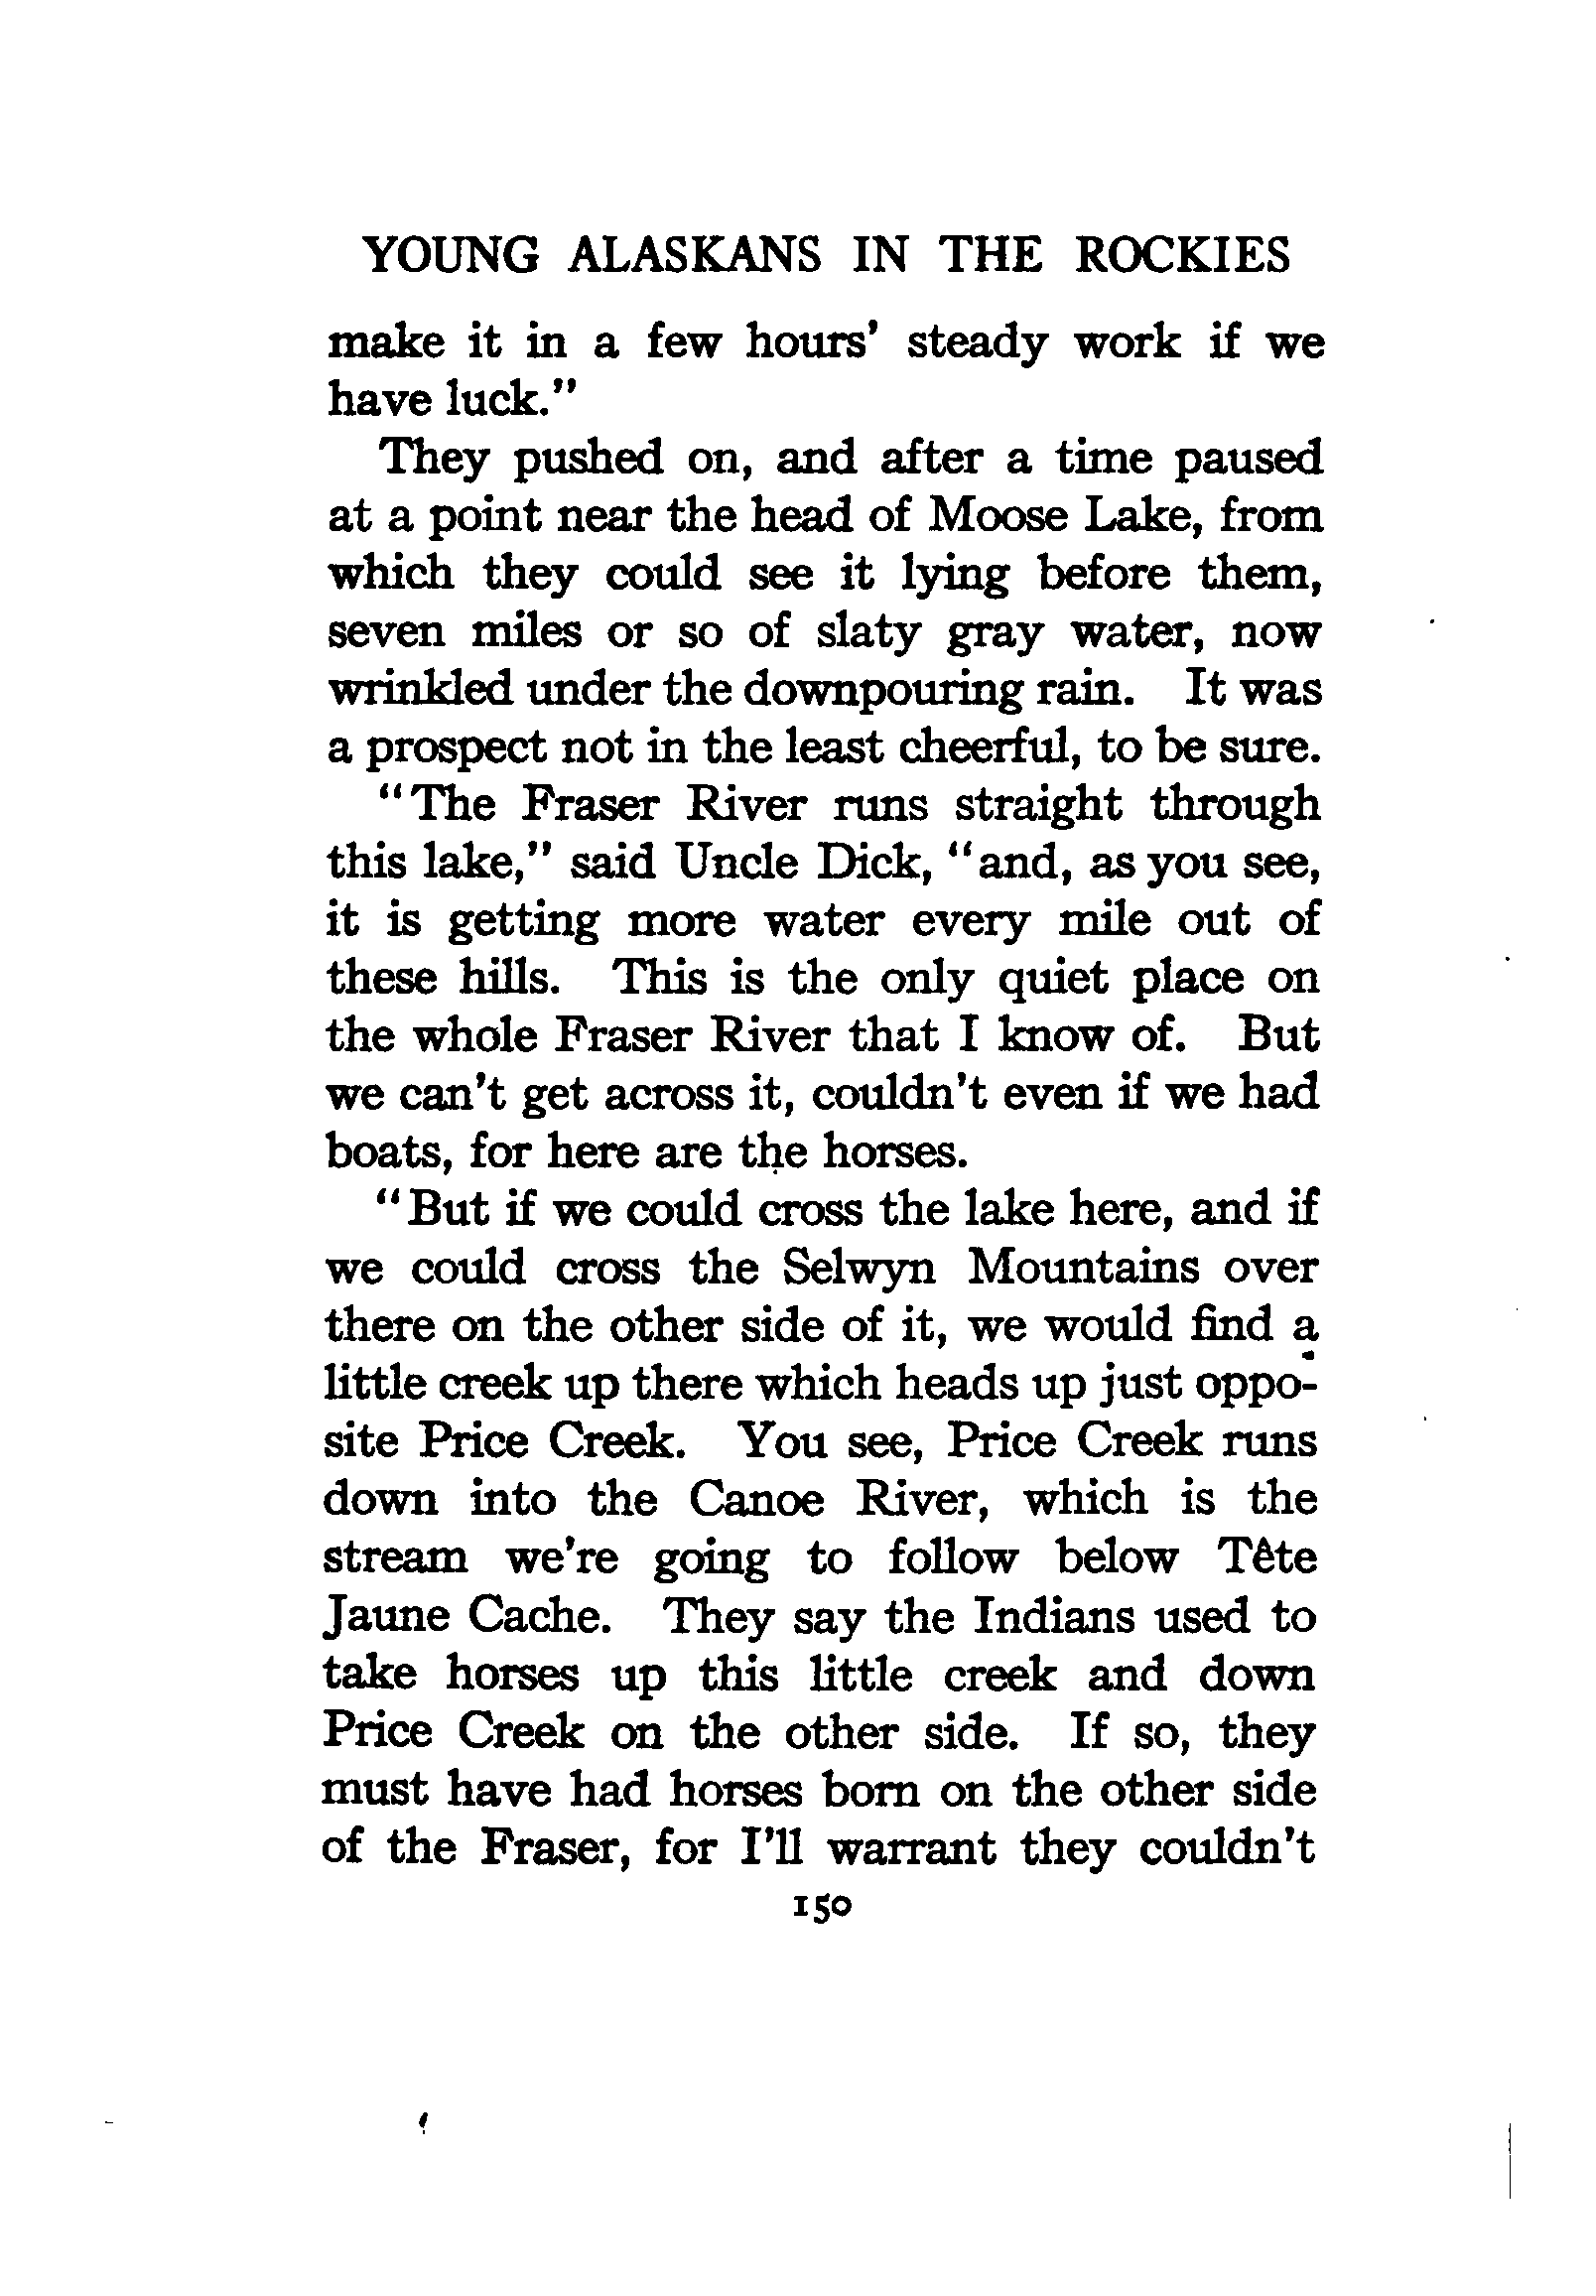 YOUNG ALASKANS IN THE ROCKIES
make it in a few hours' steady work if we
have luck."
They pushed on, and after a time paused
at a point near the head of Moose Lake, from
which they could see it lying before them,
seven miles or so of slaty gray water, now
wrinkled under the downpouring rain. It was
a prospect not in the least cheerful, to be sure.
"The Fraser River runs straight through
this lake," said Uncle Dick, "and, as you see,
it is getting more water every mile out of
these hills. This is the only quiet place on
the whole Fraser River that I know of. But
we can't get across it, couldn't even if we had
boats, for here are the horses.
"But if we could cross the lake here, and if
we could cross the Selwyn Mountains over
there on the other side of it, we would find a
little creek up there which heads up just oppo-
site Price Creek. You see, Price Creek runs
down into the Canoe River, which is the
stream we're going to follow below Tête
Jaune Cache. They say the Indians used to
take horses up this little creek and down
Price Creek on the other side. If so, they
must have had horses born on the other side
of the Fraser, for I'll warrant they couldn't
150